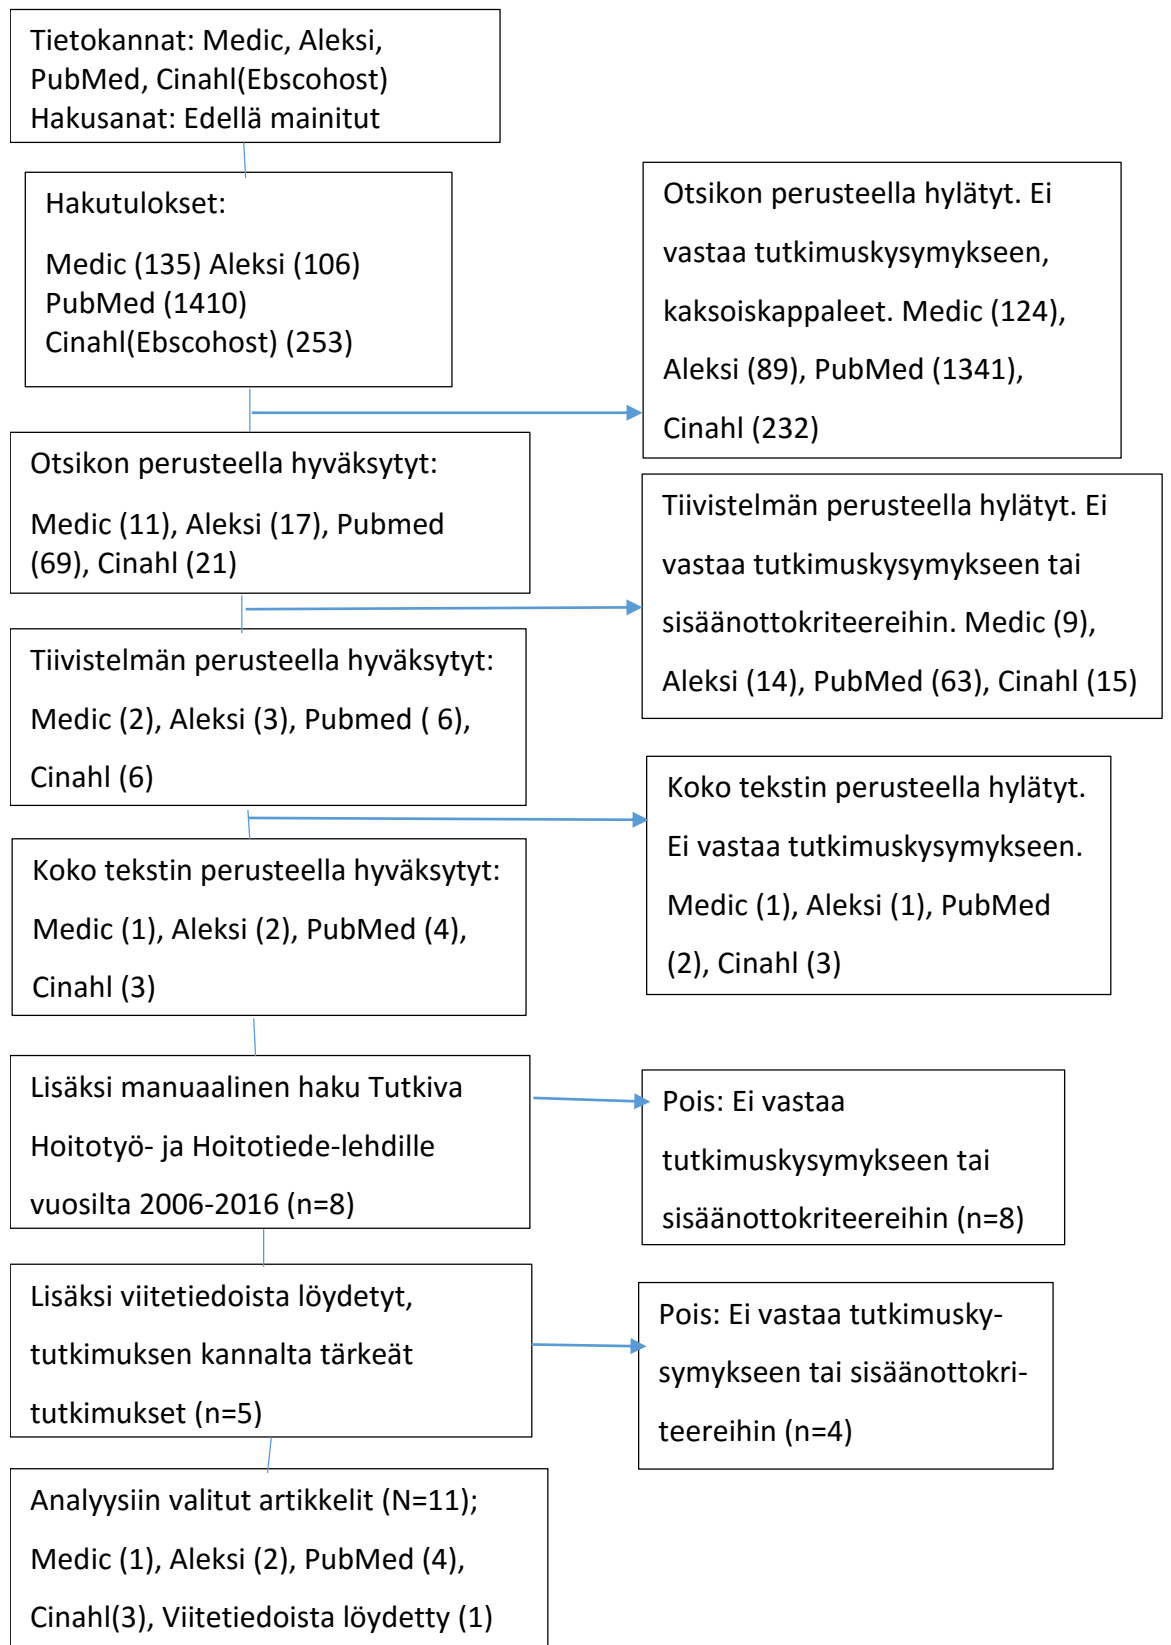 Tietokannat: Medic, Aleksi,
PubMed, Cinahl(Ebscohost)
Hakusanat: Edellä mainitut
Hakutulokset:
Medic (135) Aleksi (106)
PubMed (1410)
Cinahl(Ebscohost) (253)
Otsikon perusteella hylätyt. Ei
vastaa tutkimuskysymykseen,
kaksoiskappaleet. Medic (124),
Aleksi (89), PubMed (1341),
Cinahl (232)
Otsikon perusteella hyväksytyt:
Medic (11), Aleksi (17), Pubmed
(69), Cinahl (21)
Tiivistelmän perusteella hylätyt. Ei
vastaa tutkimuskysymykseen tai
sisäänottokriteereihin. Medic (9),
Aleksi (14), PubMed (63), Cinahl (15)
Tiivistelmän perusteella hyväksytyt:
Medic (2), Aleksi (3), Pubmed ( 6),
Cinahl (6)
Koko tekstin perusteella hylätyt.
Ei vastaa tutkimuskysymykseen.
Medic (1), Aleksi (1), PubMed
(2), Cinahl (3)
Koko tekstin perusteella hyväksytyt:
Medic (1), Aleksi (2), PubMed (4),
Cinahl (3)
Lisäksi manuaalinen haku Tutkiva
Hoitotyö- ja Hoitotiede-lehdille
vuosilta 2006-2016 (n=8)
Pois: Ei vastaa
tutkimuskysymykseen tai
sisäänottokriteereihin (n=8)
Lisäksi viitetiedoista löydetyt,
tutkimuksen kannalta tärkeät
tutkimukset (n=5)
Pois: Ei vastaa tutkimusky-
symykseen tai sisäänottokri-
teereihin (n=4)
Analyysiin valitut artikkelit (N=11);
Medic (1), Aleksi (2), PubMed (4),
Cinahl(3), Viitetiedoista löydetty (1)